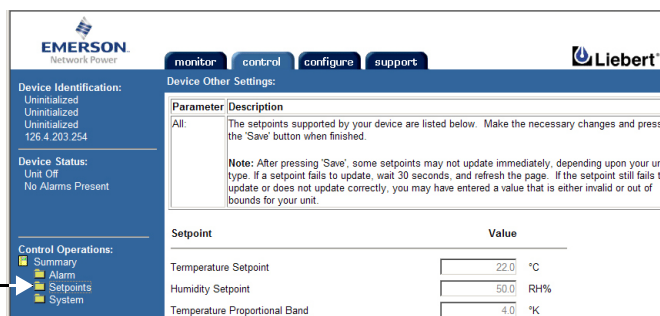 EMERSON.
Network Power
monitor control configure support
Liebert
Device Identification:
Uninitialized
Uninitialized
Uninitialized
126.4.203.254
Device Status:
Unit Off
No Alarms Present
Control Operations:
Summary
Alarm
Setpoints
System
Device Other Settings:
Parameter Description
All: The setpoints supported by your device are listed below. Make the necessary changes and press
the 'Save' button when finished.
Note: After pressing 'Save', some setpoints may not update immediately, depending upon your un
type. If a setpoint fails to update, wait 30 seconds, and refresh the page. If the setpoint still fails t
update or does not update correctly, you may have entered a value that is either invalid or out of
bounds for your unit.
Setpoint Value
Termperature Setpoint 22.0 °C
Humidity Setpoint 50.0 RH%
Temperature Proportional Band 4.0 °K